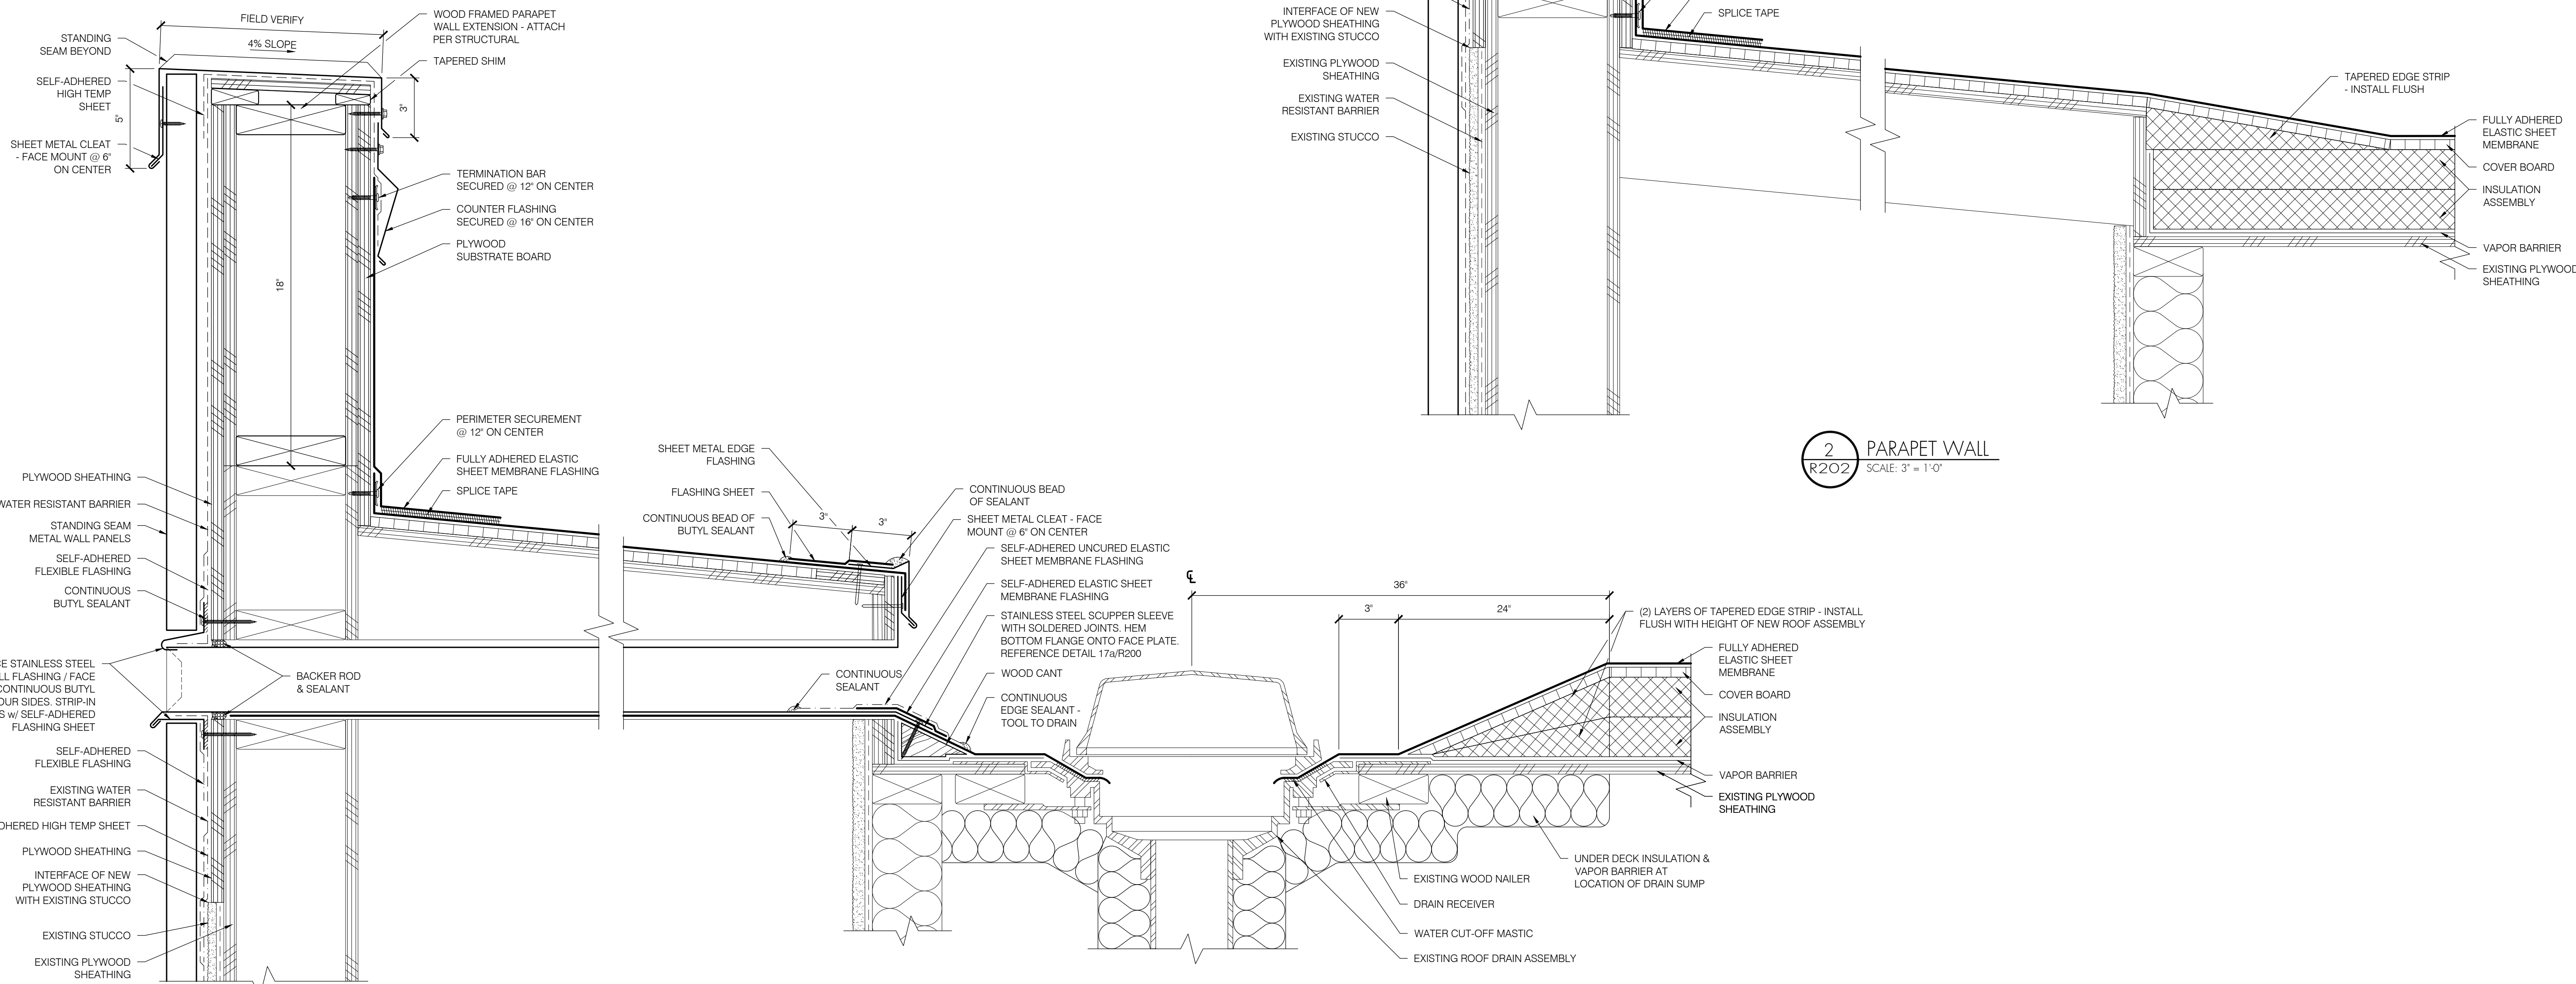 FIELD VERIFY
4% SLOPE
STANDING
SEAM BEYOND
SELF-ADHERED
HIGH TEMP
SHEET
5"
SHEET METAL CLEAT
- FACE MOUNT @ 6"
ON CENTER
WOOD FRAMED PARAPET
WALL EXTENSION - ATTACH
PER STRUCTURAL
TAPERED SHIM
3"
TERMINATION BAR
SECURED @ 12" ON CENTER
COUNTER FLASHING
SECURED @ 16" ON CENTER
PLYWOOD
SUBSTRATE BOARD
18"
PERIMETER SECUREMENT
@ 12" ON CENTER
FULLY ADHERED ELASTIC
SHEET MEMBRANE FLASHING
SPLICE TAPE
PLYWOOD SHEATHING
WATER RESISTANT BARRIER
STANDING SEAM
METAL WALL PANELS
SELF-ADHERED
FLEXIBLE FLASHING
CONTINUOUS
BUTYL SEALANT
STAINLESS STEEL
FLASHING / FACE
CONTINUOUS BUTYL
SIDES. STRIP-IN
w/ SELF-ADHERED
FLASHING SHEET
SELF-ADHERED
FLEXIBLE FLASHING
EXISTING WATER
RESISTANT BARRIER
HIGH TEMP SHEET
PLYWOOD SHEATHING
INTERFACE OF NEW
PLYWOOD SHEATHING
WITH EXISTING STUCCO
EXISTING STUCCO
EXISTING PLYWOOD
SHEATHING
BACKER ROD
& SEALANT
SHEET METAL EDGE
FLASHING
FLASHING SHEET
CONTINUOUS BEAD OF
BUTYL SEALANT
3"
3"
CONTINUOUS BEAD
OF SEALANT
SHEET METAL CLEAT - FACE
MOUNT @ 6" ON CENTER
SELF-ADHERED UNCURED ELASTIC
SHEET MEMBRANE FLASHING
SELF-ADHERED ELASTIC SHEET
MEMBRANE FLASHING
STAINLESS STEEL SCUPPER SLEEVE
WITH SOLDERED JOINTS. HEM
BOTTOM FLANGE ONTO FACE PLATE.
REFERENCE DETAIL 17a/R200
WOOD CANT
CONTINUOUS
EDGE SEALANT -
TOOL TO DRAIN
CONTINUOUS
SEALANT
36"
3"
24"
(2) LAYERS OF TAPERED EDGE STRIP - INSTALL
FLUSH WITH HEIGHT OF NEW ROOF ASSEMBLY
FULLY ADHERED
ELASTIC SHEET
MEMBRANE
COVER BOARD
INSULATION
ASSEMBLY
VAPOR BARRIER
EXISTING PLYWOOD
SHEATHING
UNDER DECK INSULATION &
VAPOR BARRIER AT
LOCATION OF DRAIN SUMP
EXISTING WOOD NAILER
DRAIN RECEIVER
WATER CUT-OFF MASTIC
EXISTING ROOF DRAIN ASSEMBLY
INTERFACE OF NEW
PLYWOOD SHEATHING
WITH EXISTING STUCCO
EXISTING PLYWOOD
SHEATHING
EXISTING WATER
RESISTANT BARRIER
EXISTING STUCCO
SPLICE TAPE
TAPERED EDGE STRIP
- INSTALL FLUSH
FULLY ADHERED
ELASTIC SHEET
MEMBRANE
COVER BOARD
INSULATION
ASSEMBLY
VAPOR BARRIER
EXISTING PLYWOOD
SHEATHING
2
R202
PARAPET WALL
SCALE: 3" = 1'-0"